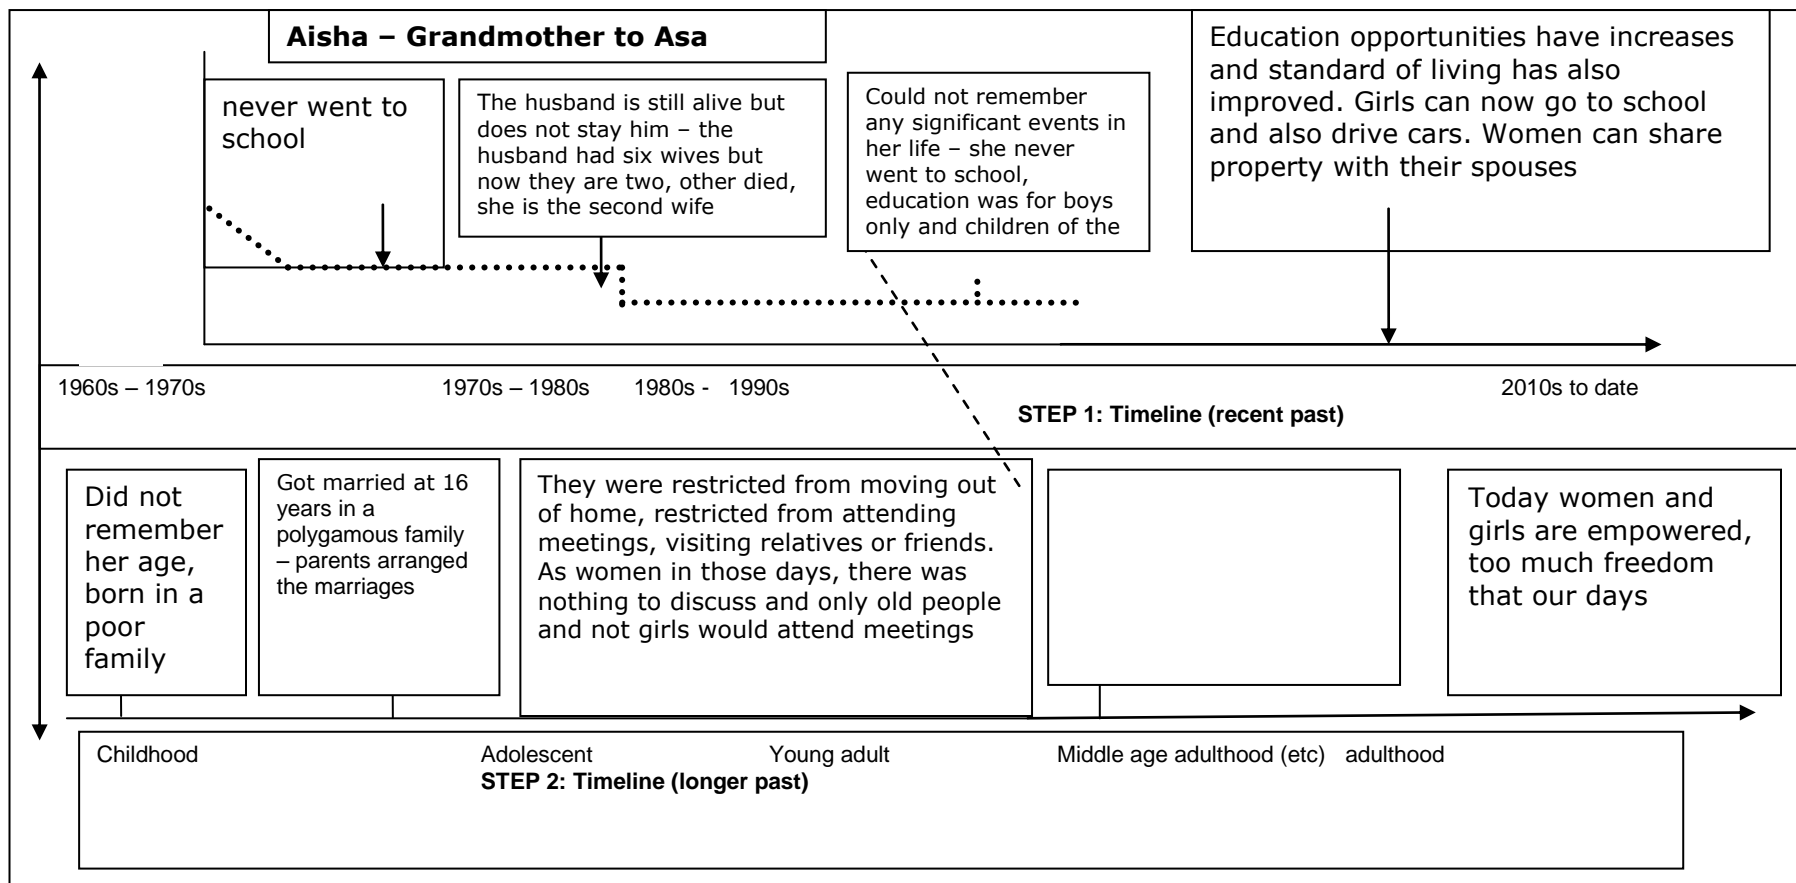 Aisha – Grandmother to Asa
never went to
school
The husband is still alive but
does not stay him – the
husband had six wives but
now they are two, other died,
she is the second wife
Could not remember
any significant events in
her life – she never
went to school,
education was for boys
only and children of the
Education opportunities have increases
and standard of living has also
improved. Girls can now go to school
and also drive cars. Women can share
property with their spouses
1960s – 1970s 1970s – 1980s 1980s - 1990s 2010s to date
STEP 1: Timeline (recent past)
Did not
remember
her age,
born in a
poor
family
Got married at 16
years in a
polygamous family
– parents arranged
the marriages
They were restricted from moving out
of home, restricted from attending
meetings, visiting relatives or friends.
As women in those days, there was
nothing to discuss and only old people
and not girls would attend meetings
Today women and
girls are empowered,
too much freedom
that our days
Childhood Adolescent Young adult Middle age adulthood (etc) adulthood
STEP 2: Timeline (longer past)